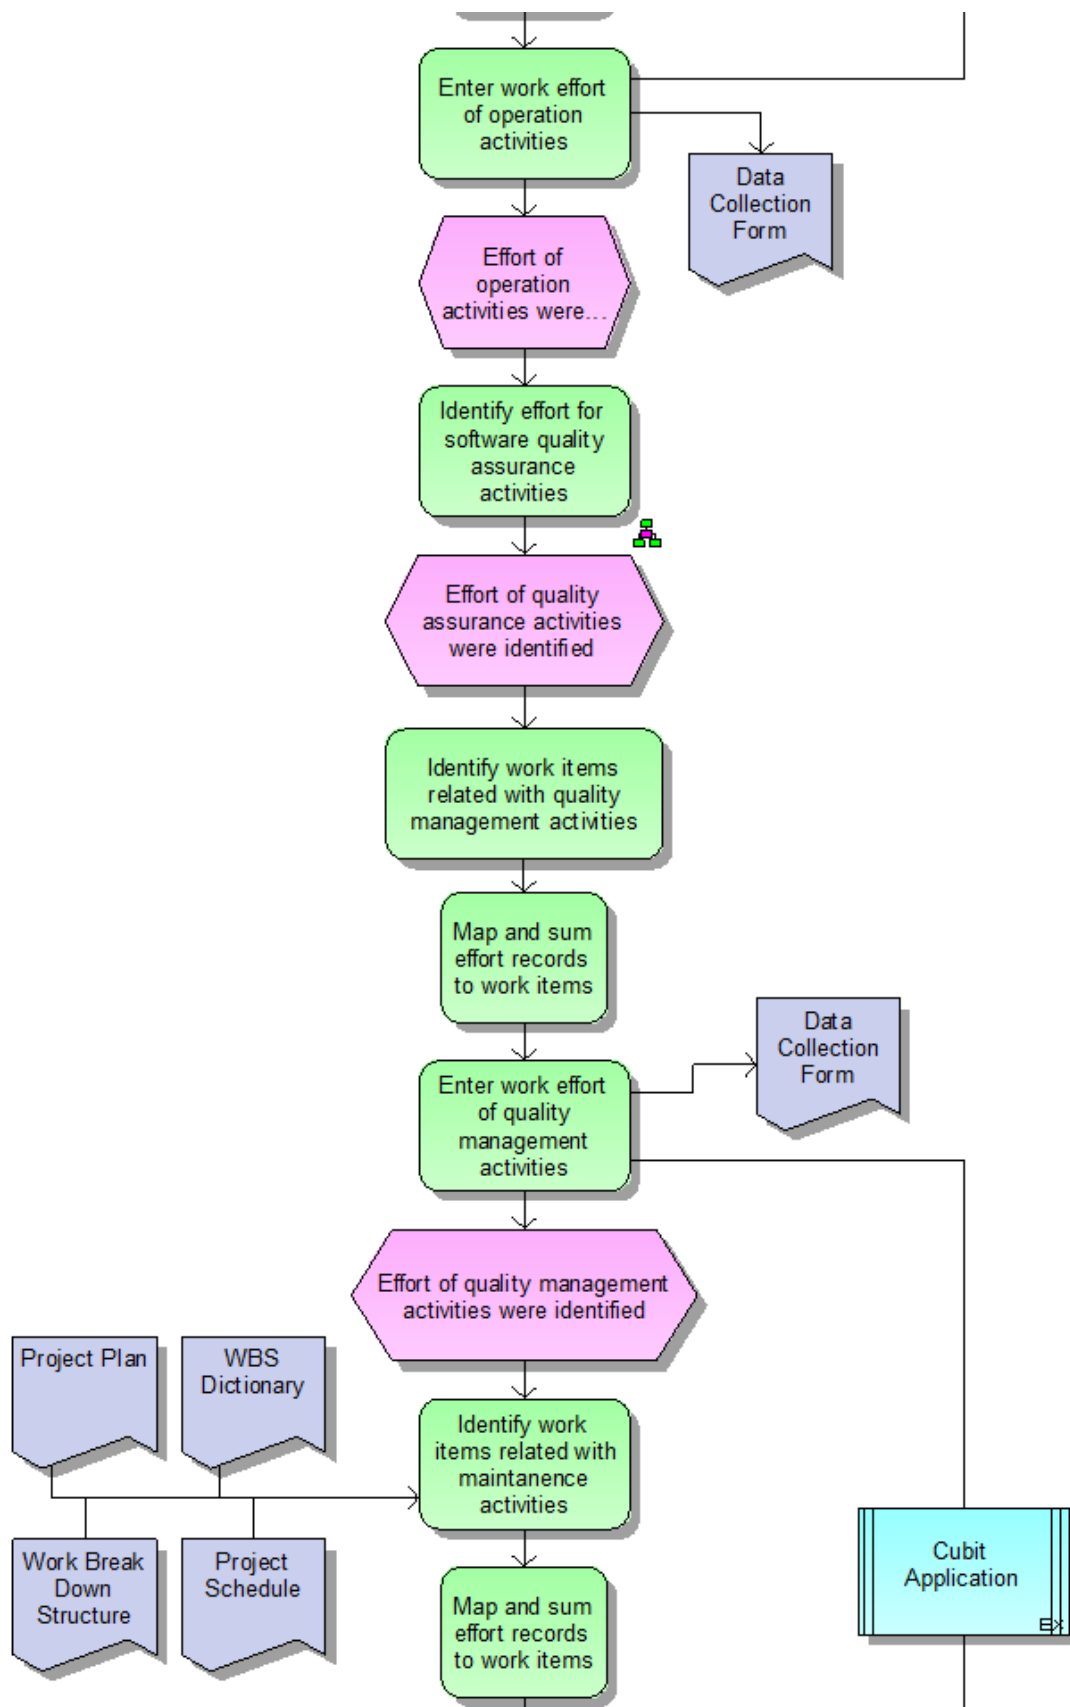 Enter work effort
of operation
activities
Data
Collection
Form
Effort of
operation
activities were...
Identify effort for
software quality
assurance
activities
Effort of quality
assurance activities
were identified
Identify work items
related with quality
management activities
Map and sum
effort records
to work items
Data
Collection
Form
Enter work effort
of quality
management
activities
Effort of quality management
activities were identified
Project Plan
WBS
Dictionary
Identify work
items related with
maintanence
activities
Work Break
Down
Structure
Project
Schedule
Cubit
Application
Map and sum
effort records
to work items